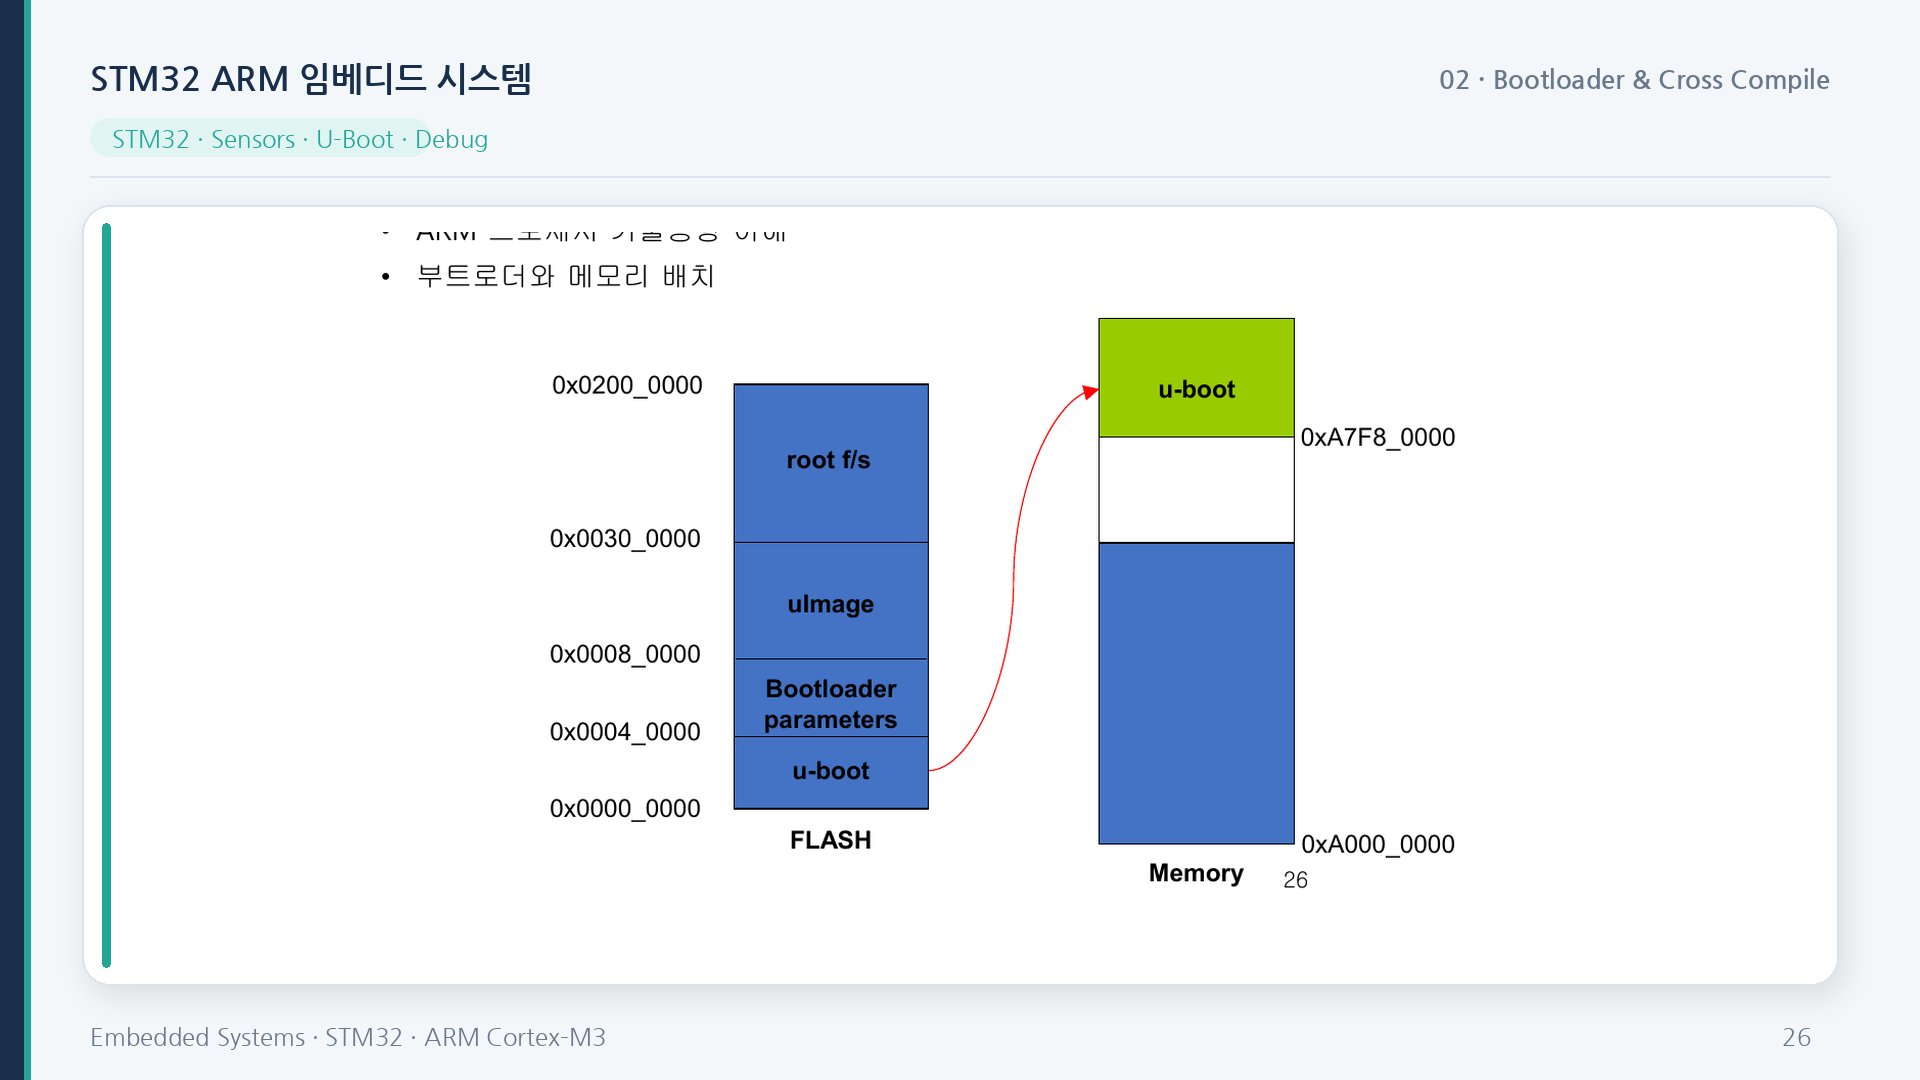 STM32 ARM 임베디드 시스템
02 · Bootloader & Cross Compile
STM32 · Sensors · U-Boot · Debug
• ARM
• 부트로더와 메모리 배치
0x0200_0000
root f/s
0x0030_0000
uImage
0x0008_0000
Bootloader
parameters
0x0004_0000
u-boot
0x0000_0000
FLASH
u-boot
0xA7F8_0000
0xA000_0000
Memory
26
Embedded Systems · STM32 · ARM Cortex-M3
26